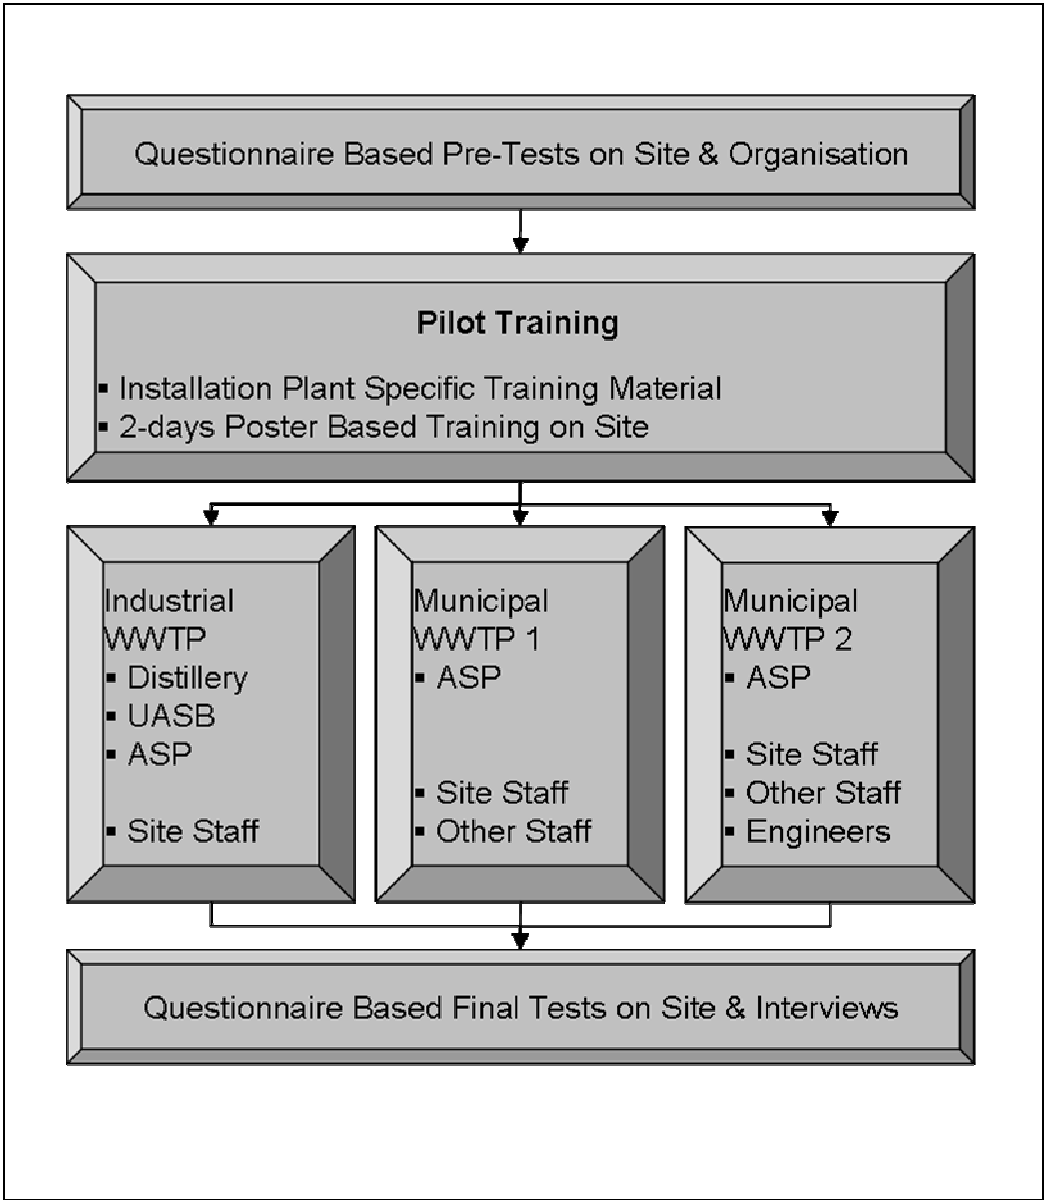 Questionnaire Based Pre-Tests on Site & Organisation
Pilot Training
▪ Installation Plant Specific Training Material
▪ 2-days Poster Based Training on Site
Industrial
WWTP
▪ Distillery
▪ UASB
▪ ASP
▪ Site Staff
Municipal
WWTP 1
▪ ASP
▪ Site Staff
▪ Other Staff
Municipal
WWTP 2
▪ ASP
▪ Site Staff
▪ Other Staff
▪ Engineers
Questionnaire Based Final Tests on Site & Interviews